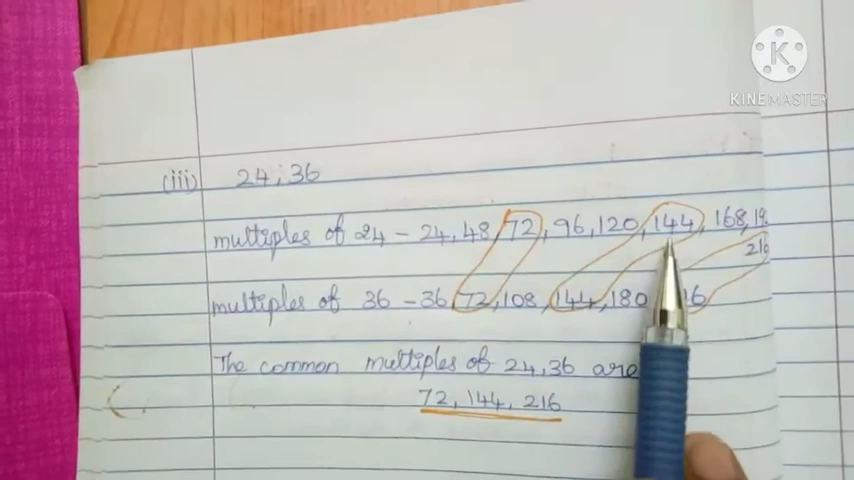 KINEMASTER
(iii) 24, 36
multiples of 24 - 24, 48, 72, 96, 120, 144, 168,
216
multiples of 36 - 36, 72, 108, 144, 180
The common multiples of 24, 36 are
72, 144, 216